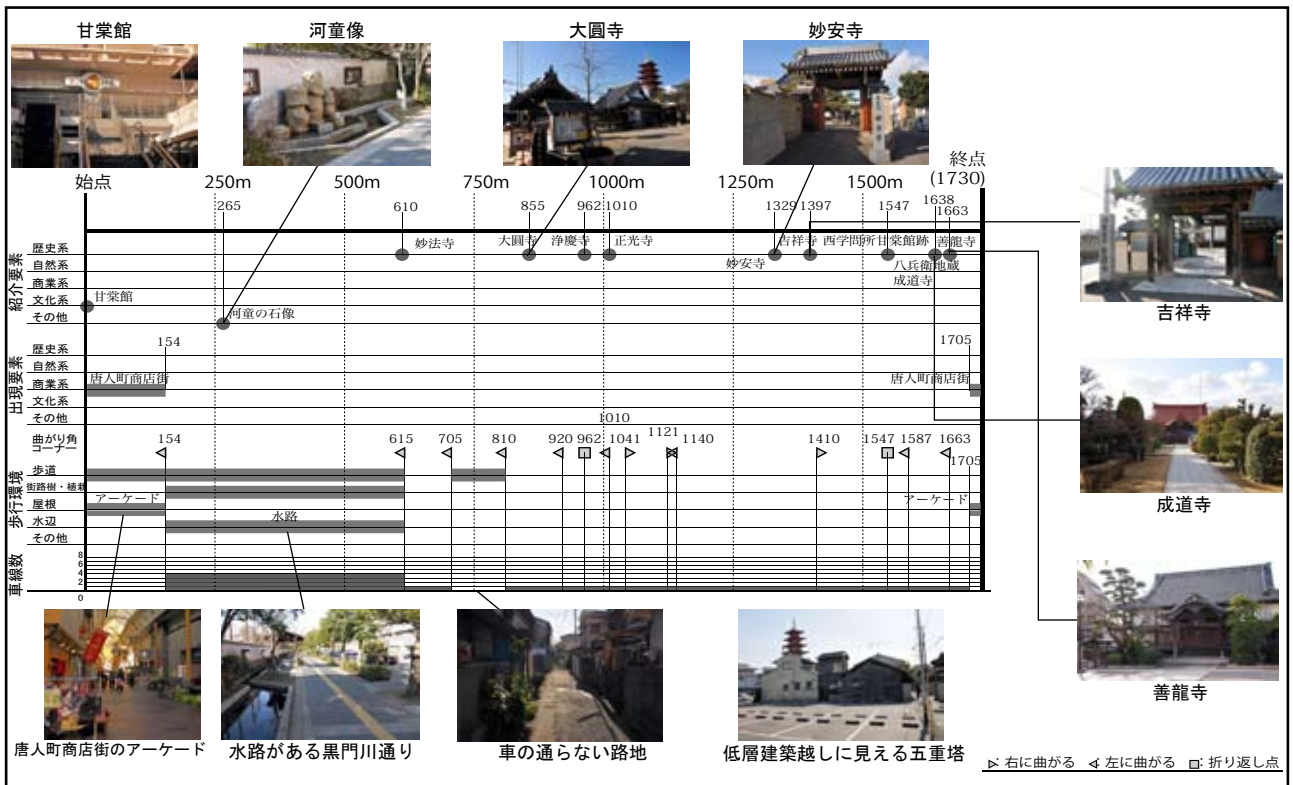 甘棠館
河童像
大圓寺
妙安寺
始点
250m
500m
750m
1000m
1250m
1500m
終点
(1730)
265
610
855
962
1010
1329
1397
1547
1638
1663
紹介要素
歴史系
自然系
商業系
文化系
その他
甘棠館
河童の石像
妙法寺
大圓寺
浄慶寺
正光寺
妙安寺
吉祥寺
西学問所甘棠館跡
善龍寺
八兵衛地蔵
成道寺
吉祥寺
出現要素
歴史系
自然系
商業系
文化系
その他
154
唐人町商店街
1705
唐人町商店街
成道寺
曲がり角
コーナー
154
615
705
810
920
962
1010
1041
1121
1140
1410
1547
1587
1663
1705
歩行環境
歩道
街路樹・植栽
屋根
水辺
その他
アーケード
水路
アーケード
車線数
8
6
4
2
0
善龍寺
唐人町商店街のアーケード
水路がある黒門川通り
車の通らない路地
低層建築越しに見える五重塔
▷: 右に曲がる ◁: 左に曲がる □: 折り返し点